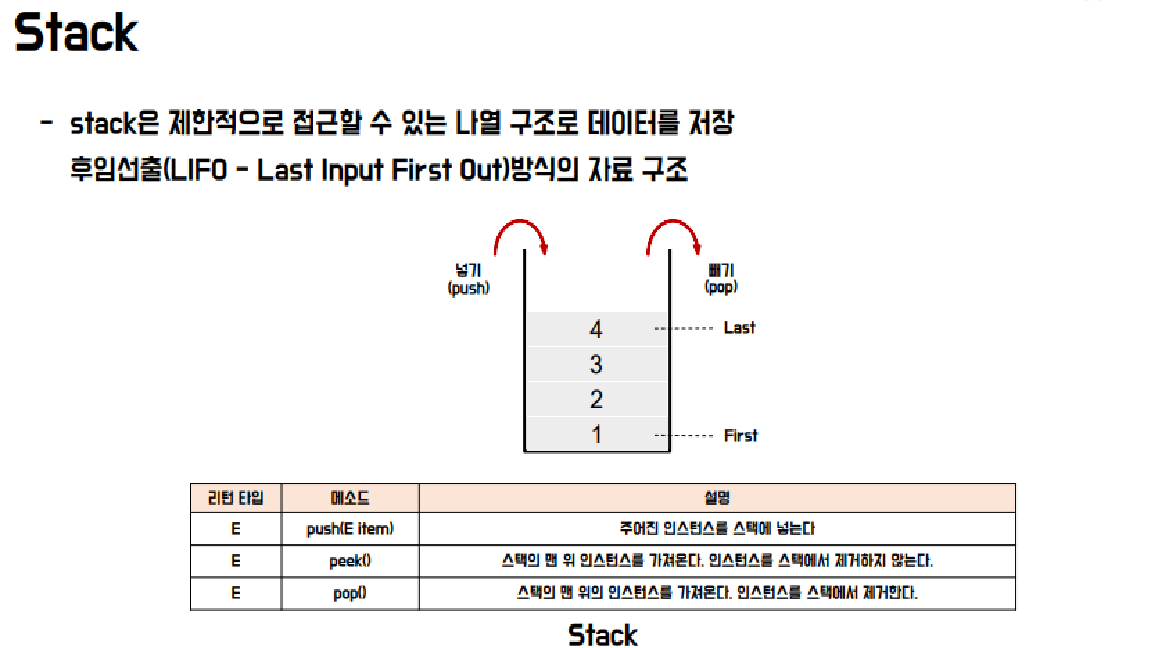 Stack
- stack은 제한적으로 접근할 수 있는 나열 구조로 데이터를 저장
후임선출(LIFO - Last Input First Out)방식의 자료 구조
넣기
(push)
빼기
(pop)
4
Last
3
2
1
First
리턴 타입 메소드 설명
E push(E item) 주어진 인스턴스를 스택에 넣는다
E peek() 스택의 맨 위 인스턴스를 가져온다. 인스턴스를 스택에서 제거하지 않는다.
E pop() 스택의 맨 위의 인스턴스를 가져온다. 인스턴스를 스택에서 제거한다.
Stack